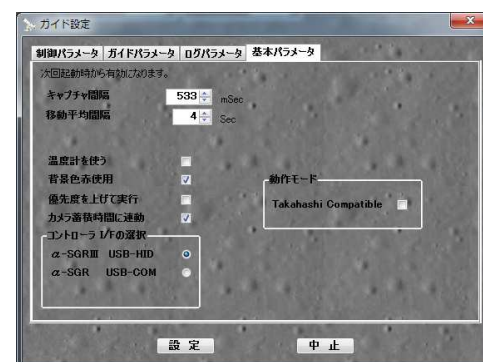 ガイド設定
制御パラメータ ガイドパラメータ ログパラメータ 基本パラメータ
次回起動時から有効になります。
キャプチャ間隔 533 mSec
移動平均間隔 4 Sec
温度計を使う
背景色赤使用
優先度を上げて実行
カメラ蓄積時間に連動
コントローラ I/Fの選択
α-SGRⅢ USB-HID
α-SGR USB-COM
動作モード
Takahashi Compatible
設 定 中 止